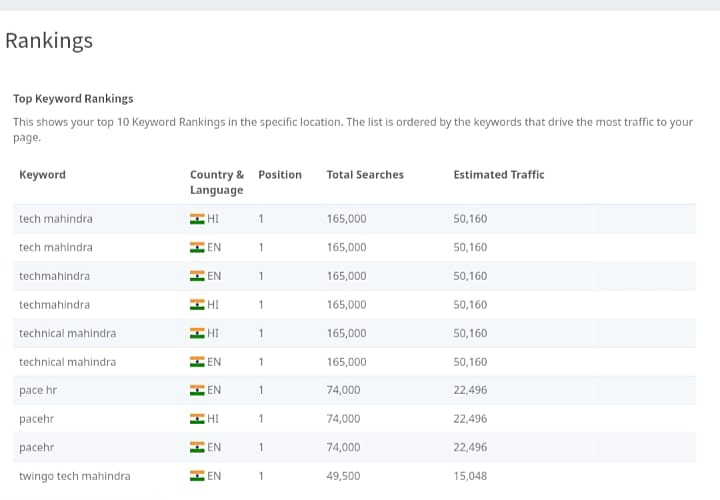 Rankings
Top Keyword Rankings
This shows your top 10 Keyword Rankings in the specific location. The list is ordered by the keywords that drive the most traffic to your
page.
Keyword Country & Language Position Total Searches Estimated Traffic
tech mahindra HI 1 165,000 50,160
tech mahindra EN 1 165,000 50,160
techmahindra EN 1 165,000 50,160
techmahindra HI 1 165,000 50,160
technical mahindra HI 1 165,000 50,160
technical mahindra EN 1 165,000 50,160
pace hr EN 1 74,000 22,496
pacehr HI 1 74,000 22,496
pacehr EN 1 74,000 22,496
twingo tech mahindra EN 1 49,500 15,048